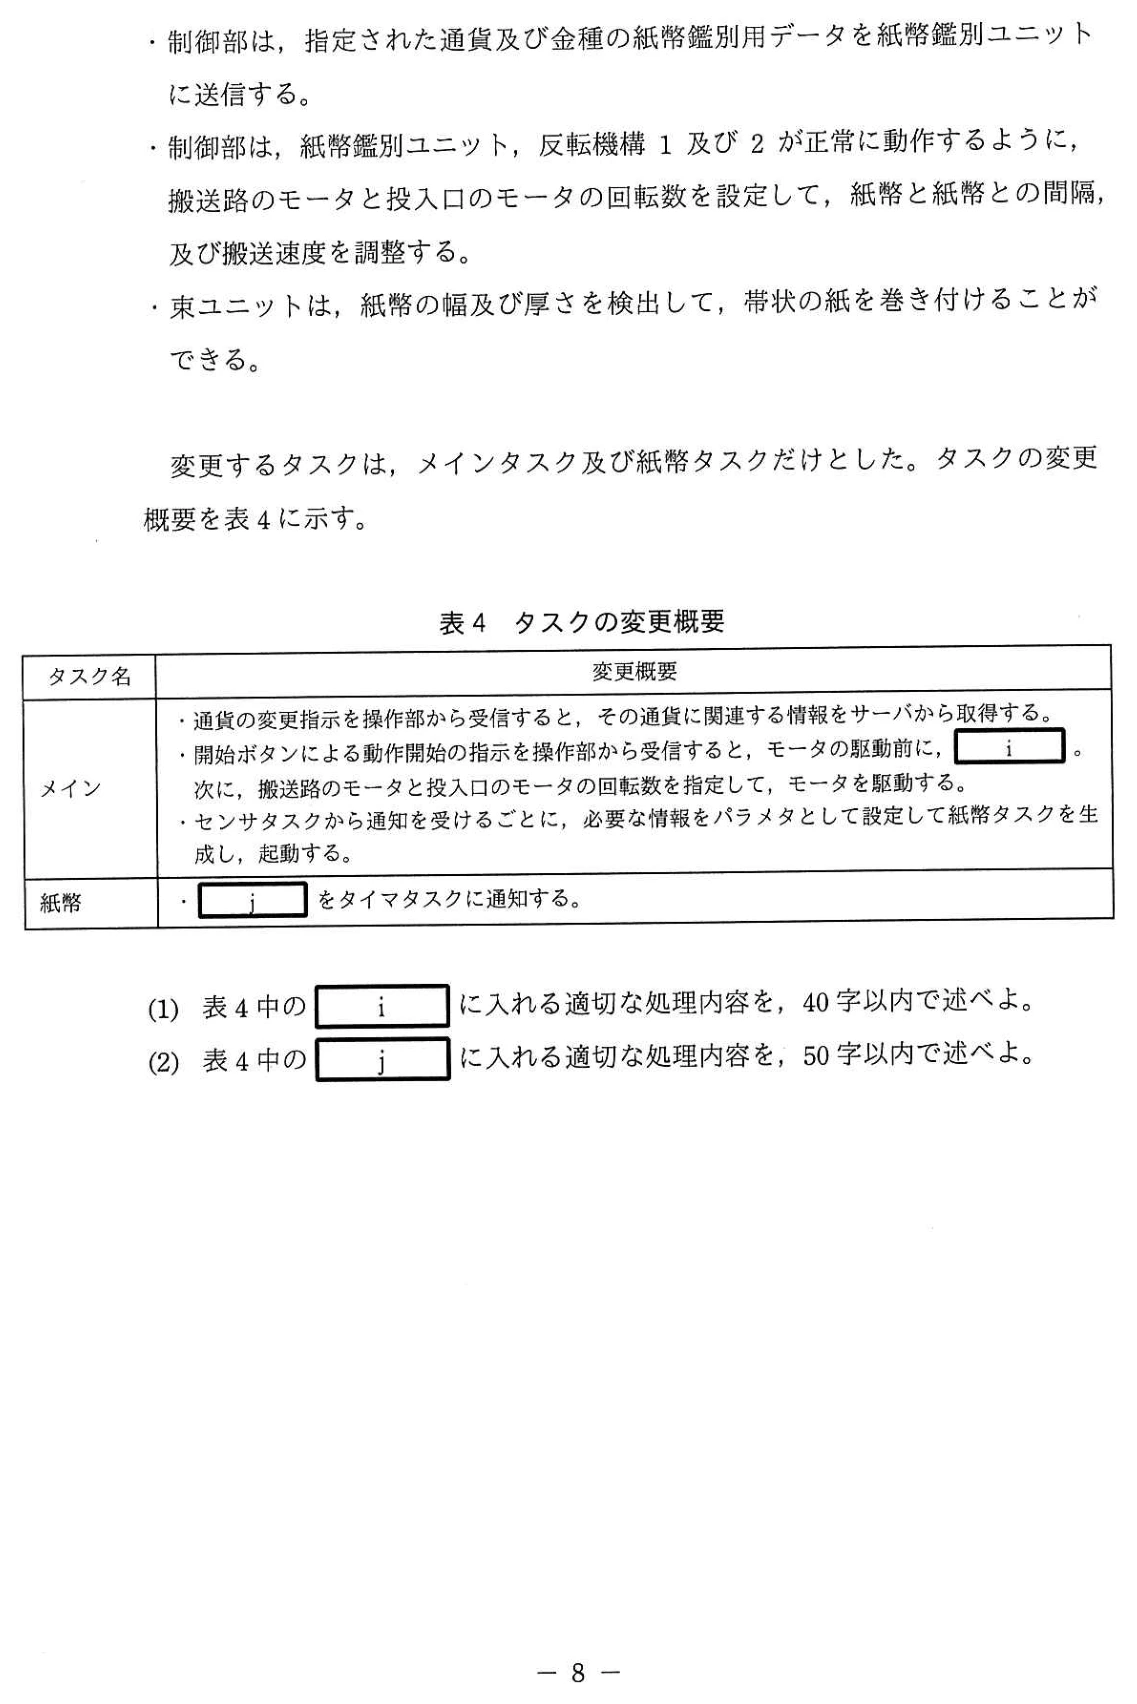 ・制御部は，指定された通貨及び金種の紙幣鑑別用データを紙幣鑑別ユニット
に送信する。
・制御部は，紙幣鑑別ユニット，反転機構 1 及び 2 が正常に動作するように，
搬送路のモータと投入口のモータの回転数を設定して，紙幣と紙幣との間隔，
及び搬送速度を調整する。
・束ユニットは，紙幣の幅及び厚さを検出して，帯状の紙を巻き付けることが
できる。
変更するタスクは，メインタスク及び紙幣タスクだけとした。タスクの変更
概要を表 4 に示す。
表 4　タスクの変更概要
タスク名　変更概要
・通貨の変更指示を操作部から受信すると，その通貨に関連する情報をサーバから取得する。
・開始ボタンによる動作開始の指示を操作部から受信すると，モータの駆動前に， i 。
メイン　次に，搬送路のモータと投入口のモータの回転数を指定して，モータを駆動する。
・センサタスクから通知を受けるごとに，必要な情報をパラメタとして設定して紙幣タスクを生
成し，起動する。
紙幣　・ j をタイマタスクに通知する。
(1) 表 4 中の i に入れる適切な処理内容を，40 字以内で述べよ。
(2) 表 4 中の j に入れる適切な処理内容を，50 字以内で述べよ。
－ 8 －